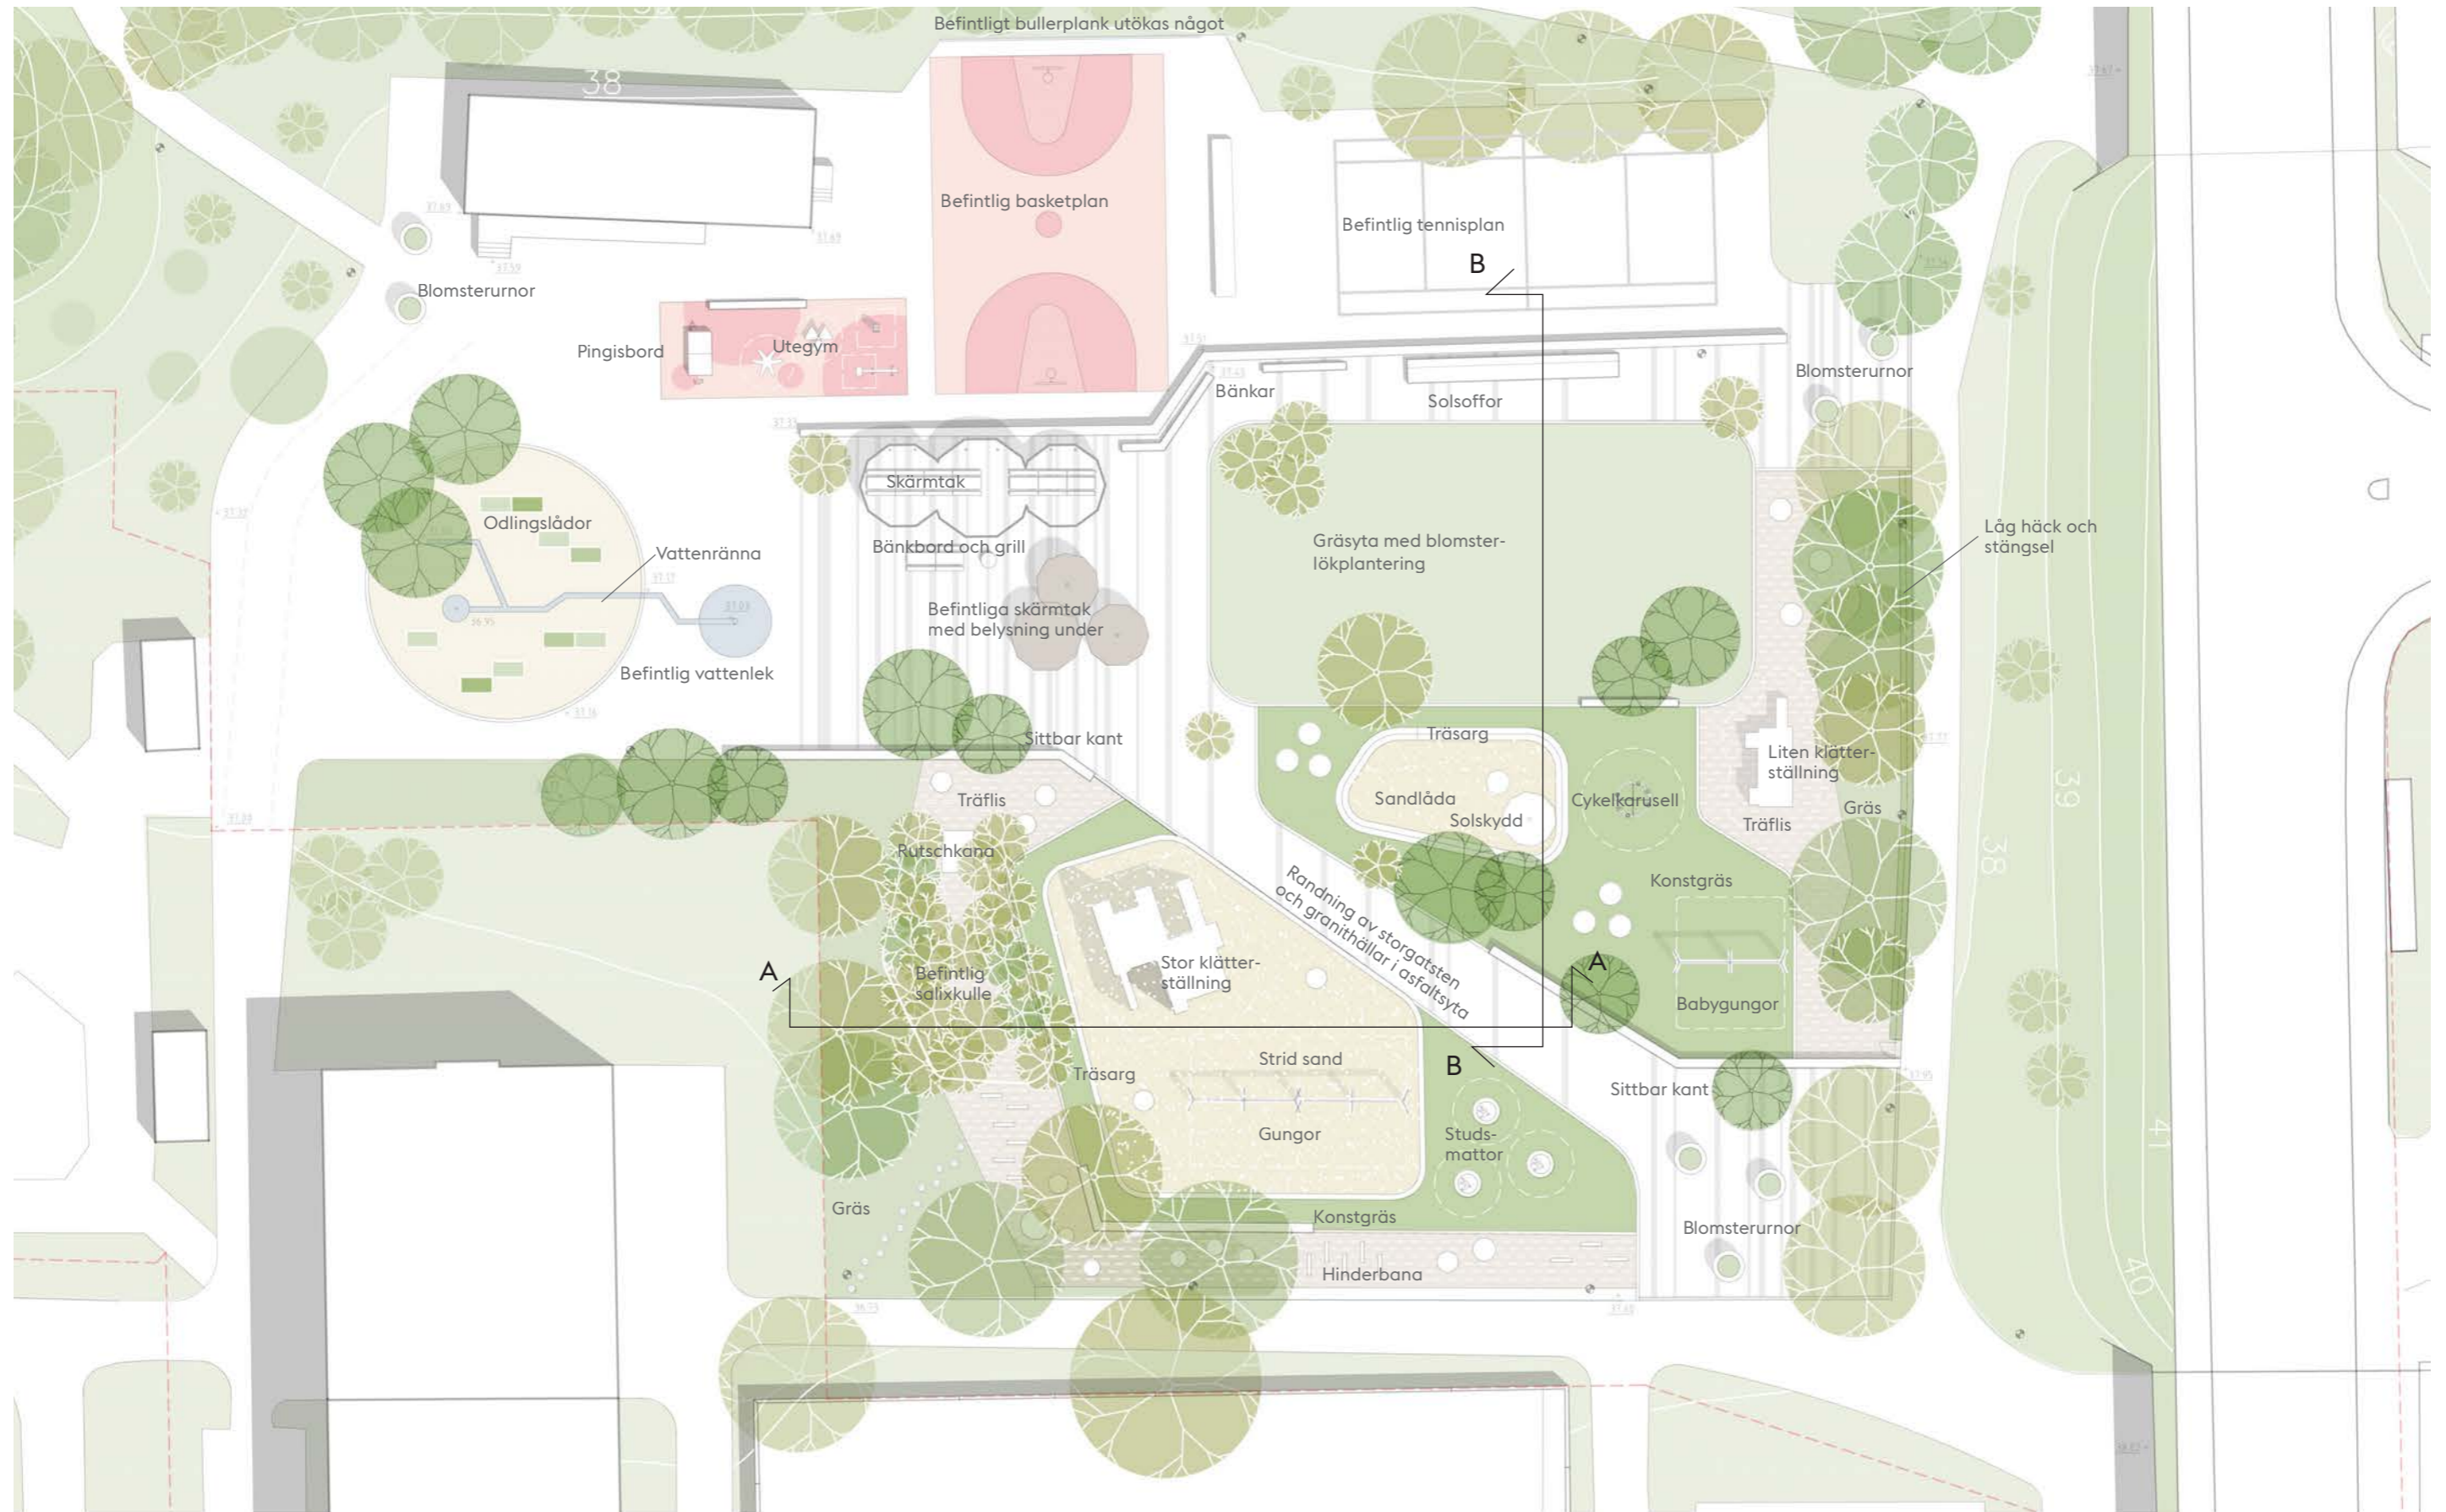 Befintligt bullerplank utökas något
38
Befintlig basketplan
Befintlig tennisplan
B
Blomsterurnor
Pingisbord
Utegym
Bänkar
Solsoffor
Blomsterurnor
Skärmtak
Odlingslådor
Vattenränna
Bänkbord och grill
Gräsyta med blomster-
lökplantering
Låg häck och
stängsel
Befintliga skärmtak
med belysning under
36.95
Befintlig vattenlek
Sittbar kant
Träsarg
Liten klätter-
ställning
Träflis
Sandlåda
Solskydd
Cykelkarusell
Träflis
Gräs
39
38
Rutschkana
Konstgräs
Randning av storgatsten
och granithällar i asfaltsyta
A
Befintlig
salixkulle
Stor klätter-
ställning
A
Babygungor
Strid sand
B
Träsarg
Sittbar kant
Gungor
Studs-
mattor
41
Gräs
Konstgräs
Blomsterurnor
Hinderbana
40